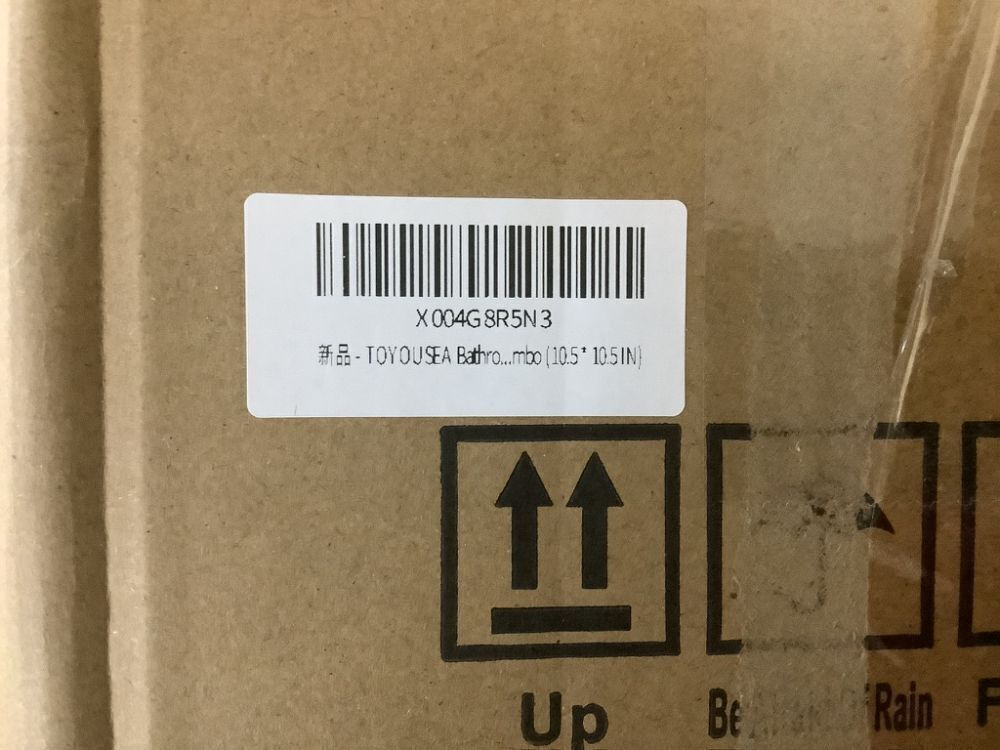 X004G8R5N3
新品 - TOYOUSEA Bathro...mbo (10.5* 10.5IN)
Up
Rain